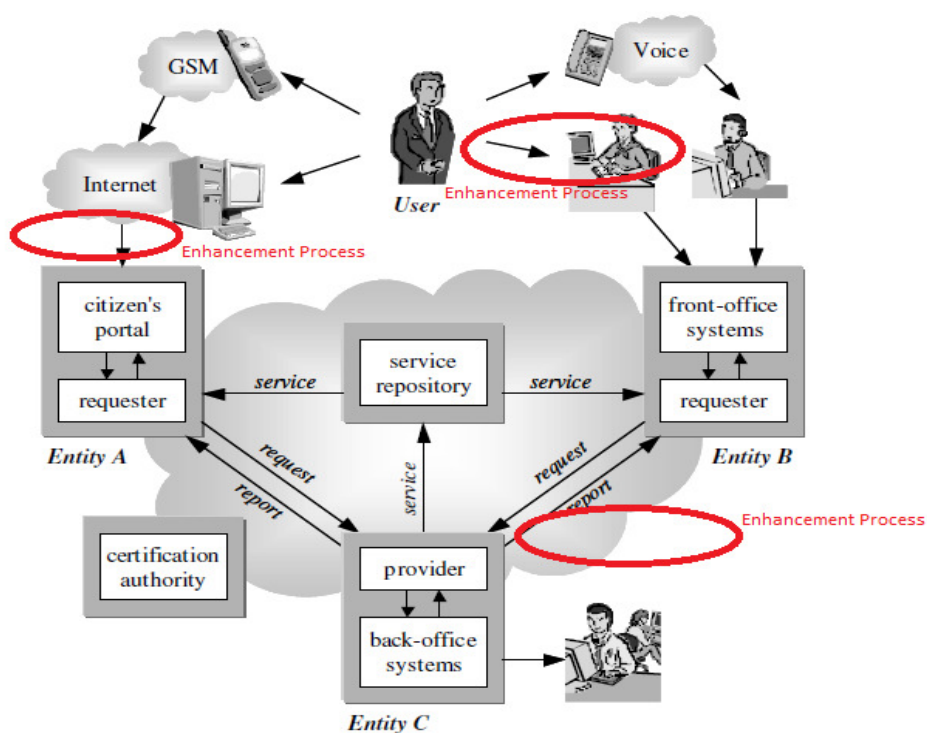 GSM
Voice
Internet
User
Enhancement Process
Enhancement Process
citizen's
portal
requester
Entity A
service
service
repository
service
front-office
systems
requester
Entity B
request
report
service
request
report
Enhancement Process
certification
authority
provider
back-office
systems
Entity C